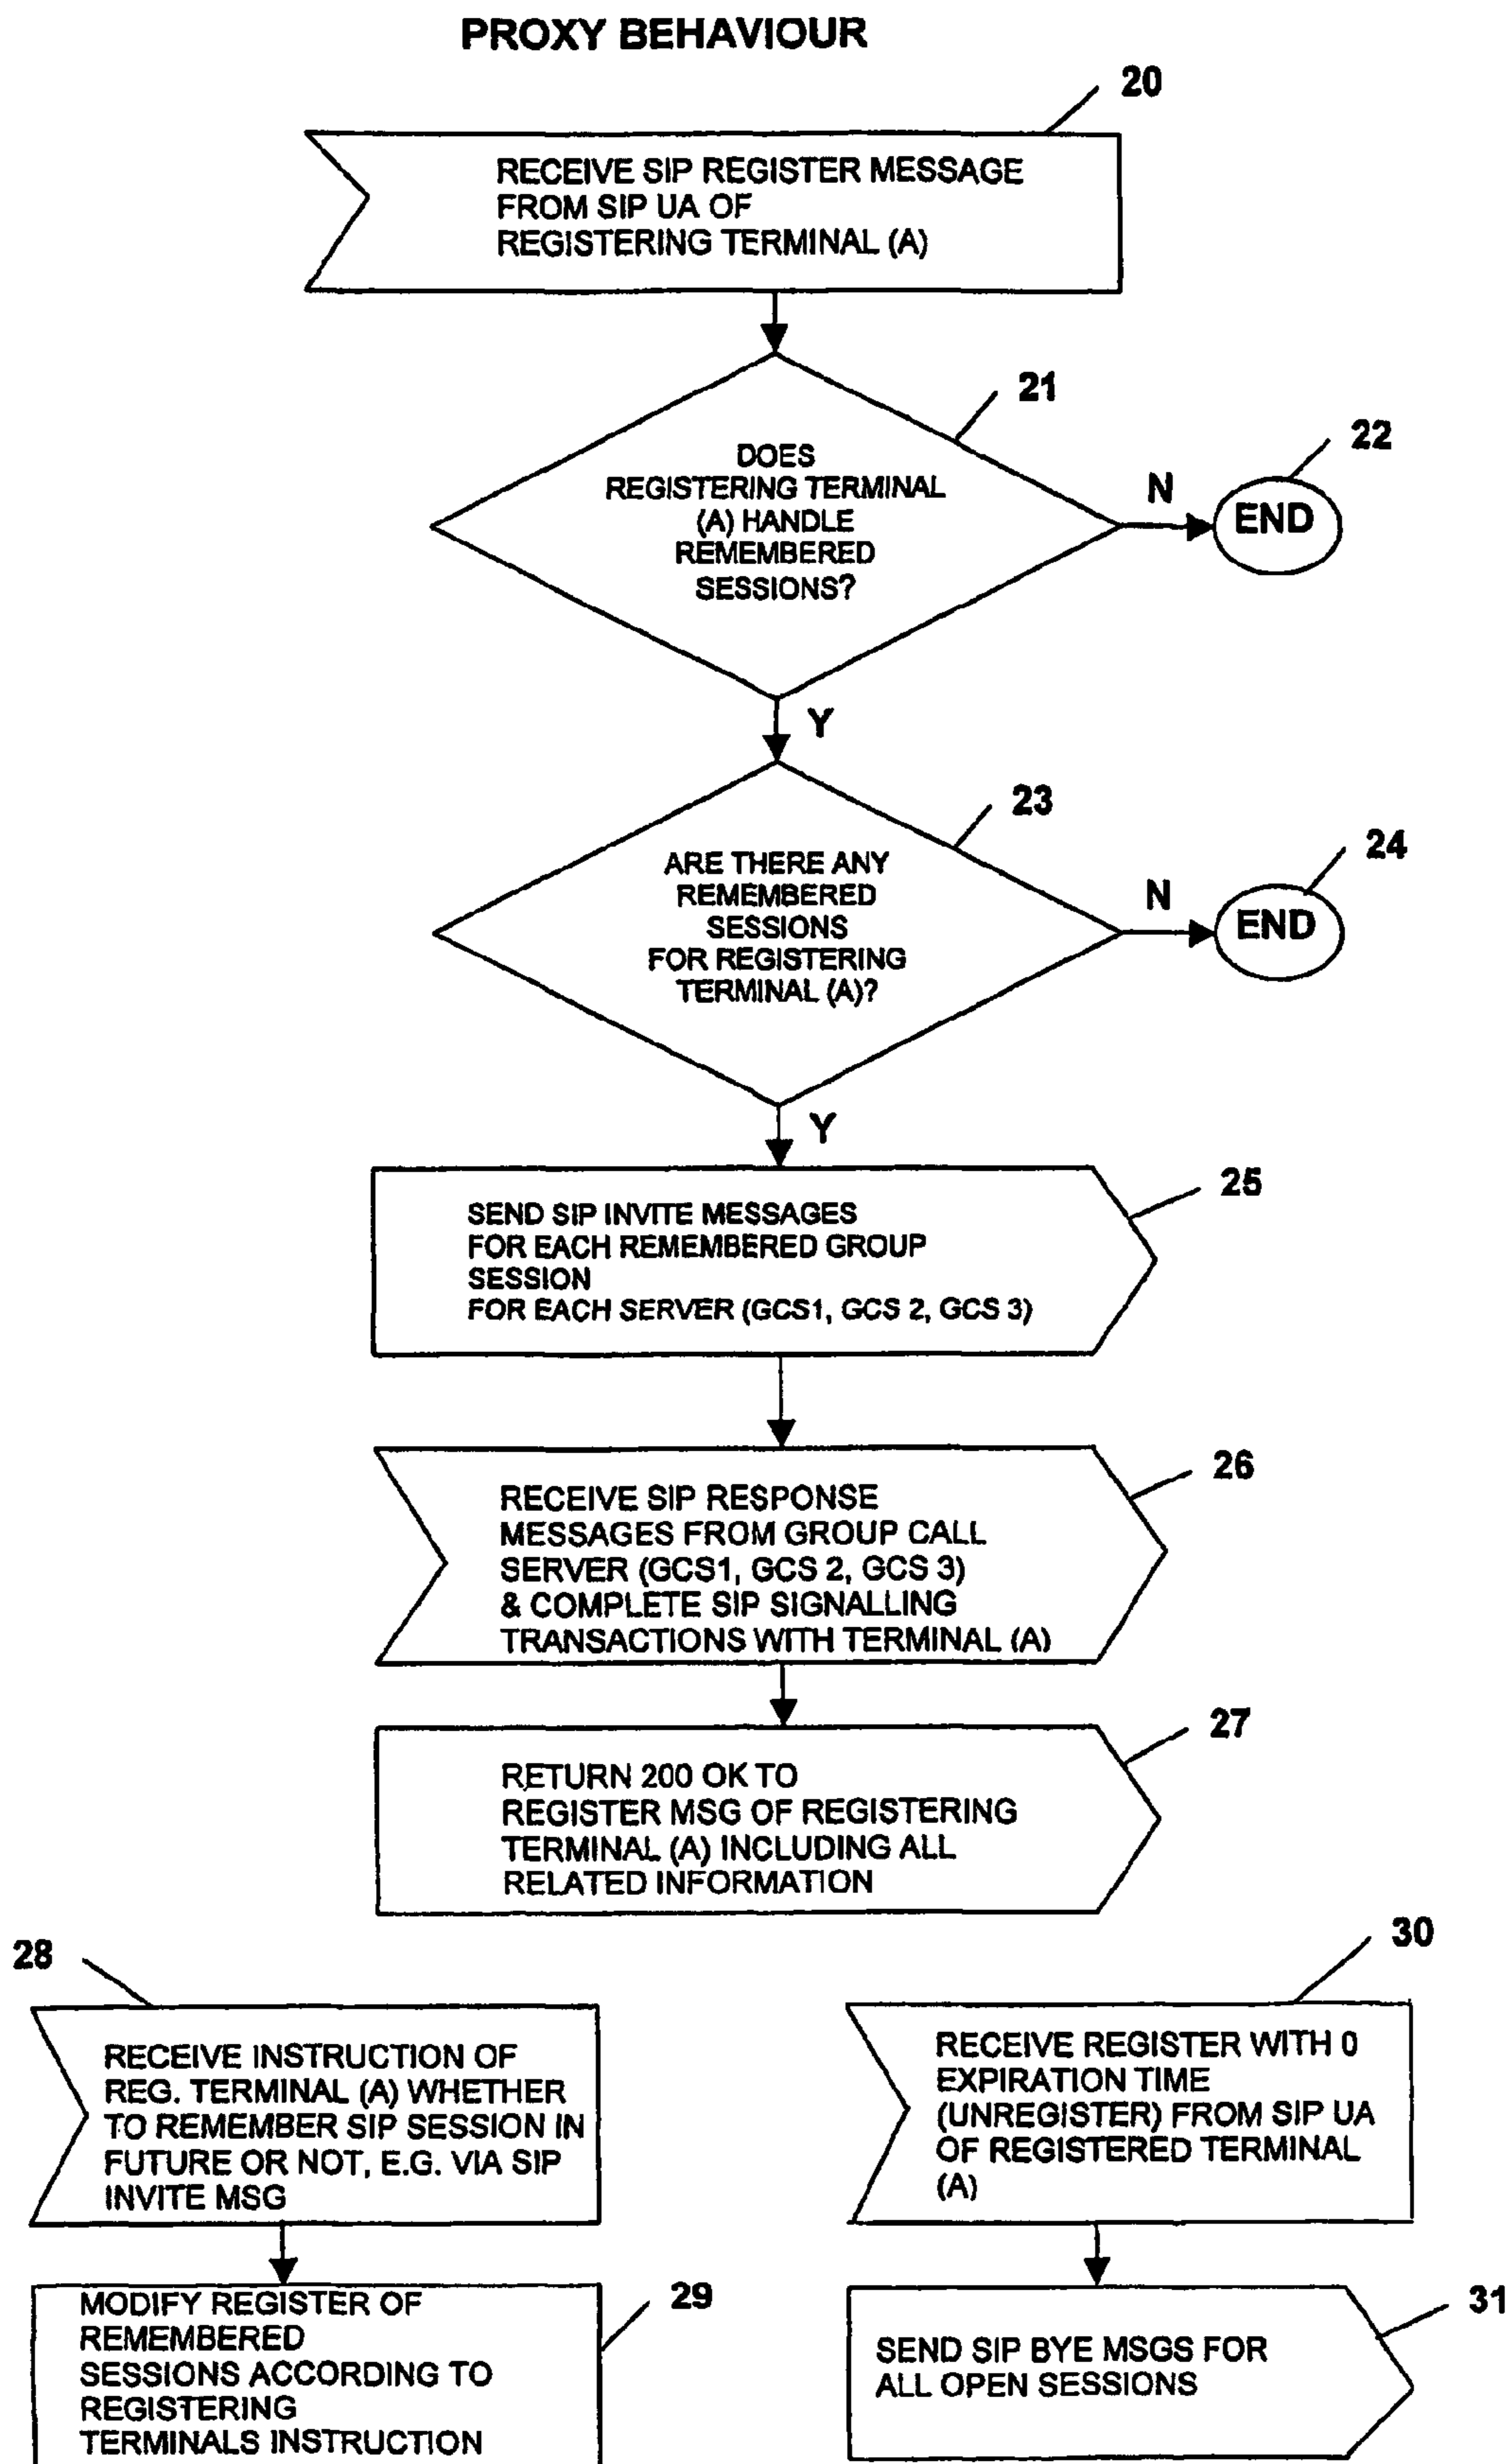 PROXY BEHAVIOUR
20
RECEIVE SIP REGISTER MESSAGE
FROM SIP UA OF
REGISTERING TERMINAL (A)
21
DOES
REGISTERING TERMINAL
(A) HANDLE
REMEMBERED
SESSIONS?
N
22
END
Y
23
ARE THERE ANY
REMEMBERED
SESSIONS
FOR REGISTERING
TERMINAL (A)?
N
24
END
Y
25
SEND SIP INVITE MESSAGES
FOR EACH REMEMBERED GROUP
SESSION
FOR EACH SERVER (GCS1, GCS 2, GCS 3)
26
RECEIVE SIP RESPONSE
MESSAGES FROM GROUP CALL
SERVER (GCS1, GCS 2, GCS 3)
& COMPLETE SIP SIGNALLING
TRANSACTIONS WITH TERMINAL (A)
27
RETURN 200 OK TO
REGISTER MSG OF REGISTERING
TERMINAL (A) INCLUDING ALL
RELATED INFORMATION
28
RECEIVE INSTRUCTION OF
REG. TERMINAL (A) WHETHER
TO REMEMBER SIP SESSION IN
FUTURE OR NOT, E.G. VIA SIP
INVITE MSG
29
MODIFY REGISTER OF
REMEMBERED
SESSIONS ACCORDING TO
REGISTERING
TERMINALS INSTRUCTION
30
RECEIVE REGISTER WITH 0
EXPIRATION TIME
(UNREGISTER) FROM SIP UA
OF REGISTERED TERMINAL
(A)
31
SEND SIP BYE MSGS FOR
ALL OPEN SESSIONS